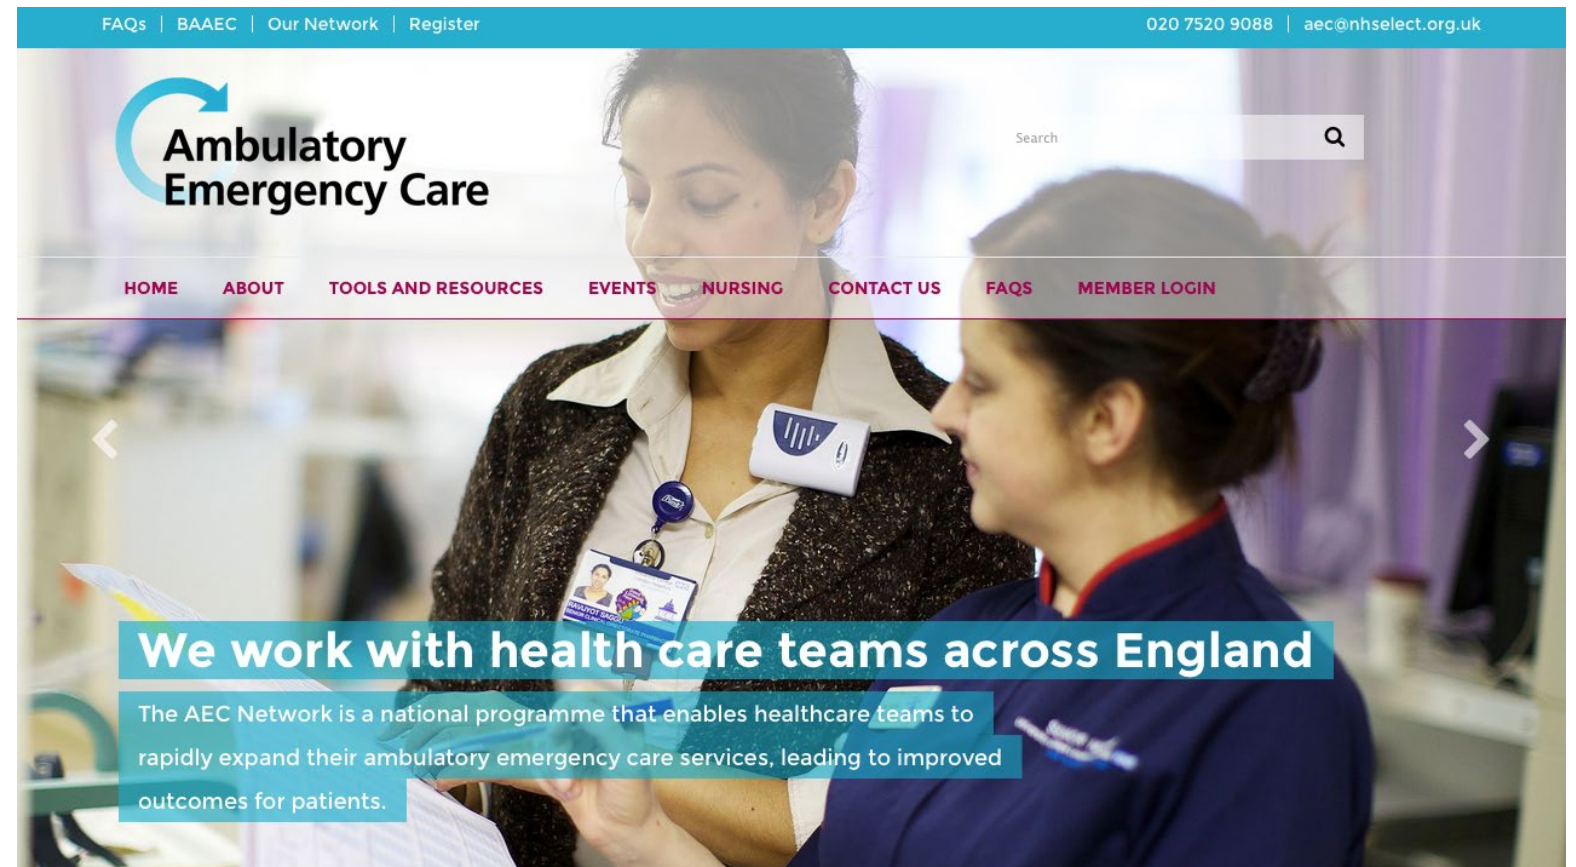 FAQs | BAAEC | Our Network | Register
020 7520 9088 | aec@nhselect.org.uk
Ambulatory
Emergency Care
Search
HOME ABOUT TOOLS AND RESOURCES EVENTS NURSING CONTACT US FAQS MEMBER LOGIN
SAGGU
SENIOR CLINICAL
We work with health care teams across England
The AEC Network is a national programme that enables healthcare teams to
rapidly expand their ambulatory emergency care services, leading to improved
outcomes for patients.